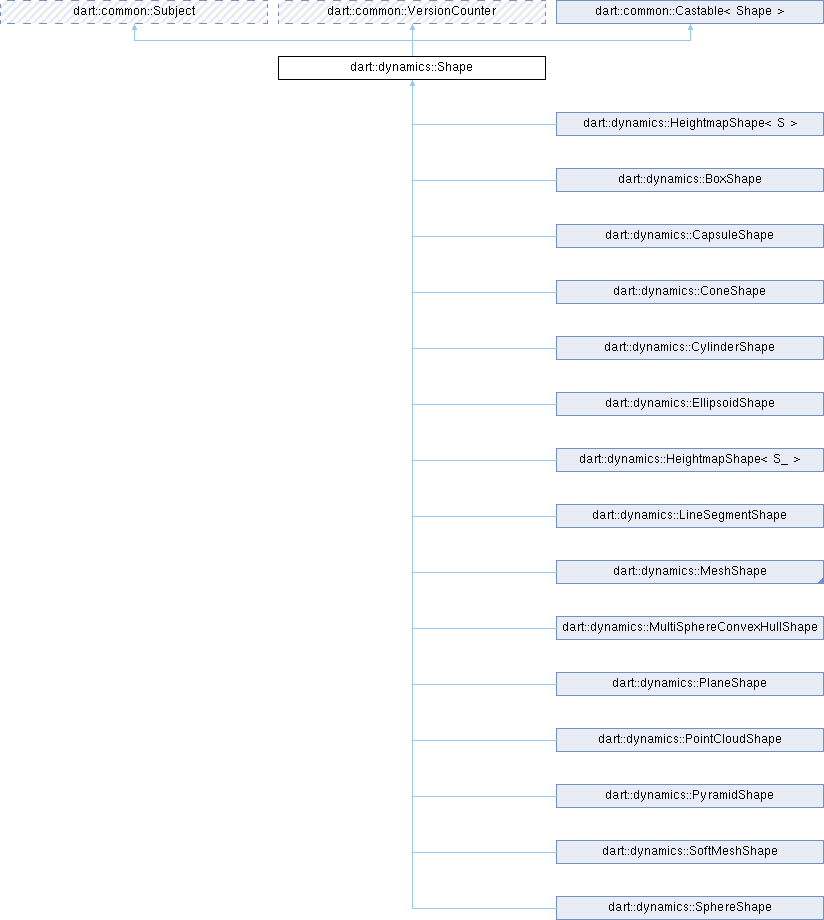 dart::common::Subject
dart::common::VersionCounter
dart::common::Castable< Shape >
dart::dynamics::Shape
dart::dynamics::HeightmapShape< S >
dart::dynamics::BoxShape
dart::dynamics::CapsuleShape
dart::dynamics::ConeShape
dart::dynamics::CylinderShape
dart::dynamics::EllipsoidShape
dart::dynamics::HeightmapShape< S_ >
dart::dynamics::LineSegmentShape
dart::dynamics::MeshShape
dart::dynamics::MultiSphereConvexHullShape
dart::dynamics::PlaneShape
dart::dynamics::PointCloudShape
dart::dynamics::PyramidShape
dart::dynamics::SoftMeshShape
dart::dynamics::SphereShape